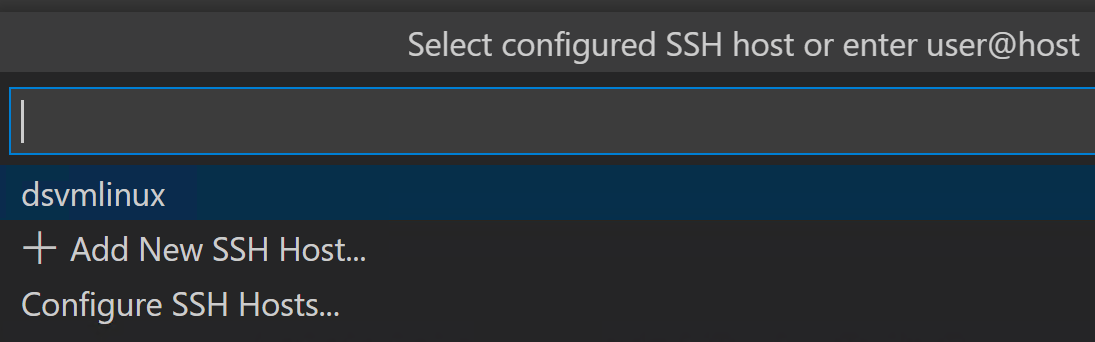 Select configured SSH host or enter user@host
dsvmlinux
+ Add New SSH Host...
Configure SSH Hosts...